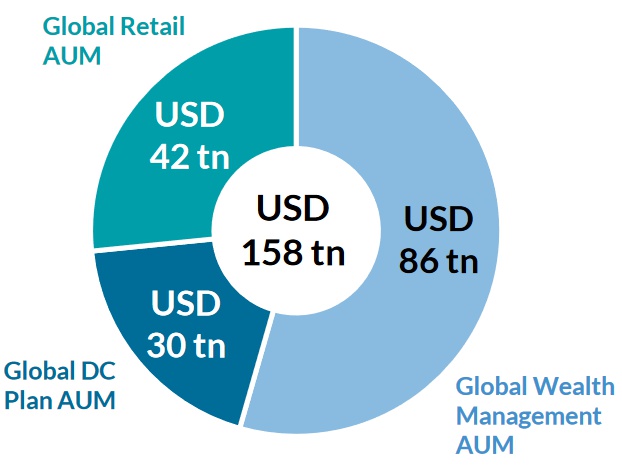 Global Retail
AUM
USD
42 tn
USD
158 tn
USD
86 tn
USD
30 tn
Global DC
Plan AUM
Global Wealth
Management
AUM